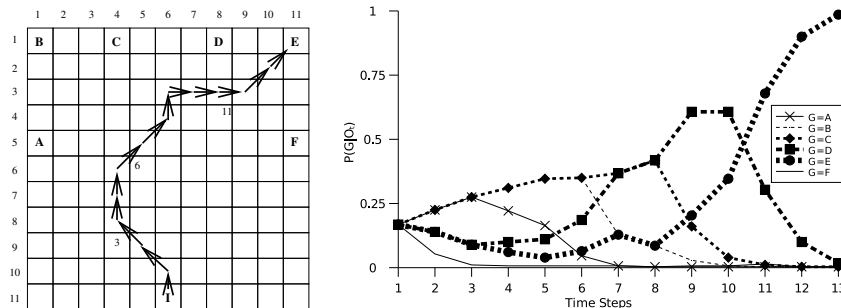 1 2 3 4 5 6 7 8 9 10 11
1 B C D E
2
3
11
4
5 A F
6
6
7
8
3
9
10
11 I
1
0.75
0.5
0.25
0
P(G|Ot)
G=A
G=B
G=C
G=D
G=E
G=F
1 2 3 4 5 6 7 8 9 10 11 12 13
Time Steps